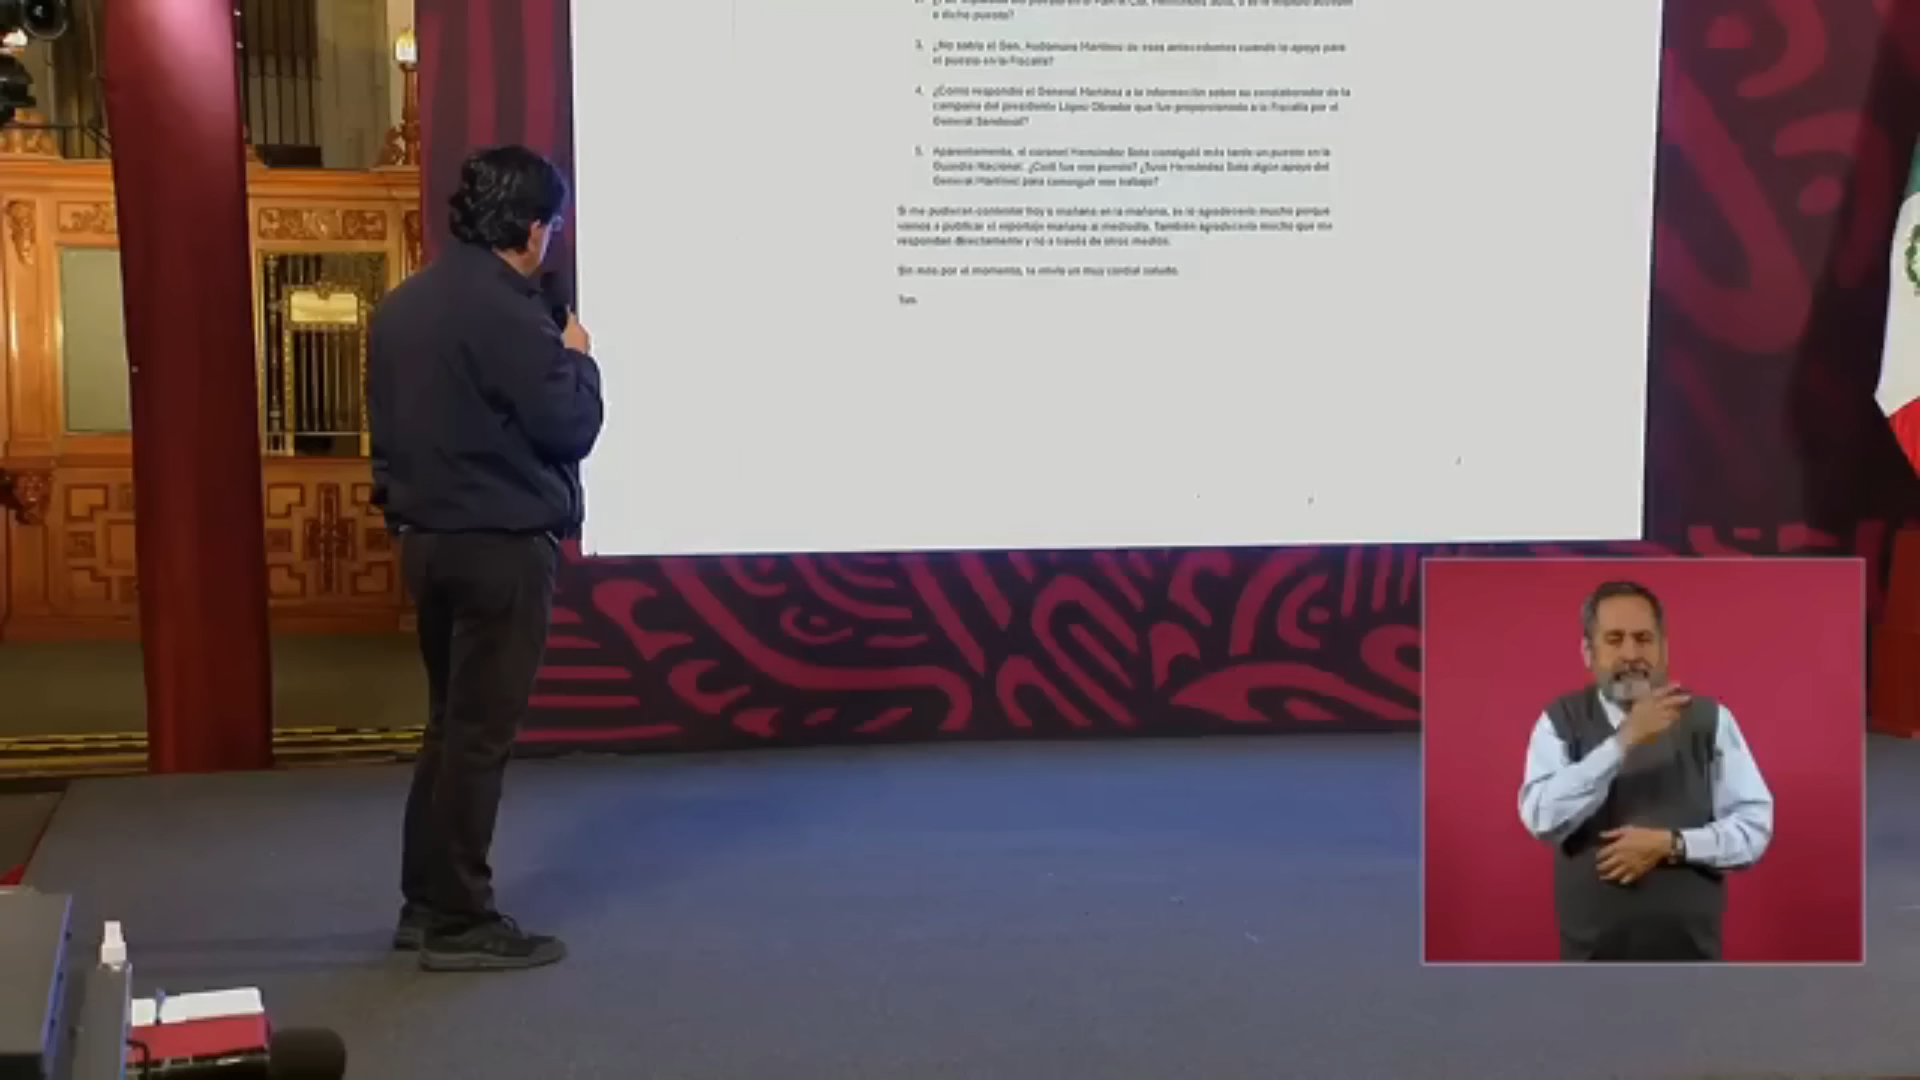 a dicho puesto?
3. ¿No sabía el Gen. Audomaro Martínez de esos antecedentes cuando lo apoyo para
el puesto en la Fiscalía?
4. ¿Cómo respondió el General Martínez a la información sobre su excolaborador de la
campaña del presidente López Obrador que fue proporcionada a la Fiscalía por el
General Sandoval?
5. Aparentemente, el coronel Hernández Soto consiguió más tarde un puesto en la
Guardia Nacional. ¿Cuál fue ese puesto? ¿Tuvo Hernández Soto algún apoyo del
General Martínez para conseguir ese trabajo?
Si me pudieran contestar hoy o mañana en la mañana, se lo agradecería mucho porque
vamos a publicar el reportaje mañana al mediodía. También agradecería mucho que me
respondan directamente y no a través de otros medios.
Sin más por el momento, le envío un muy cordial saludo.
Tim